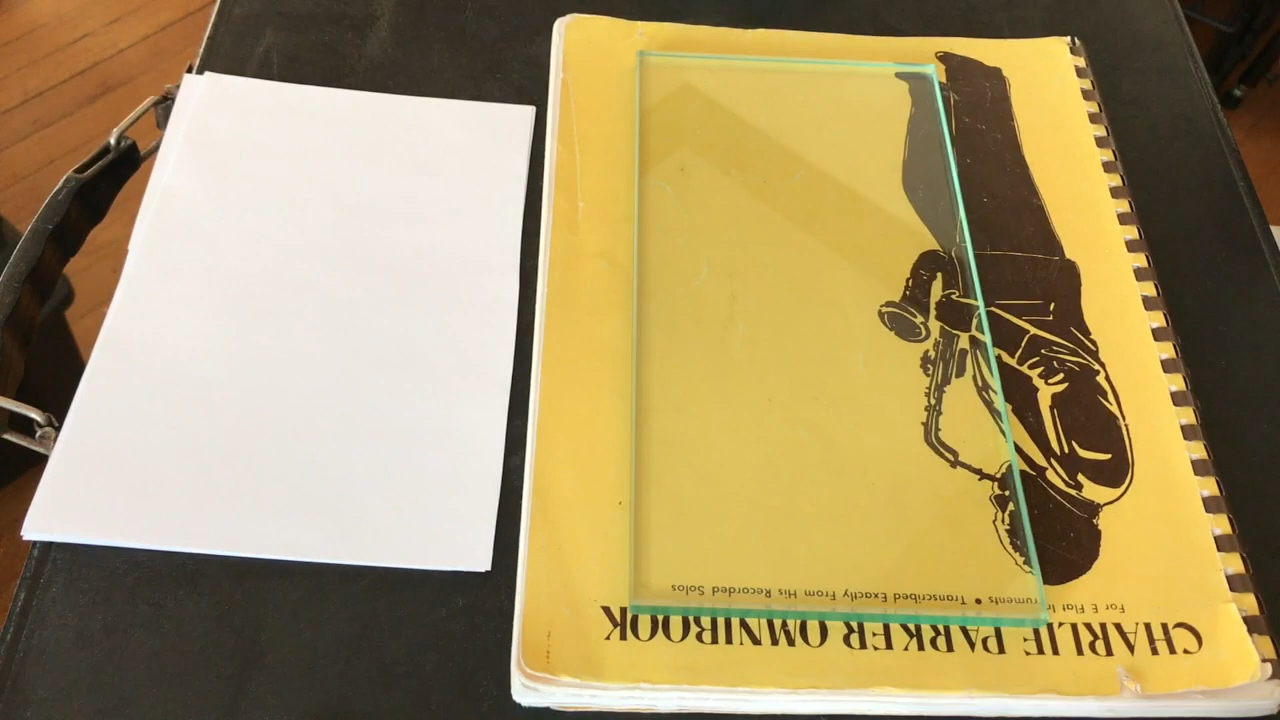 CHARLIE PARKER OMNIBOOK
For E Flat Instruments • Transcribed Exactly From His Recorded Solos